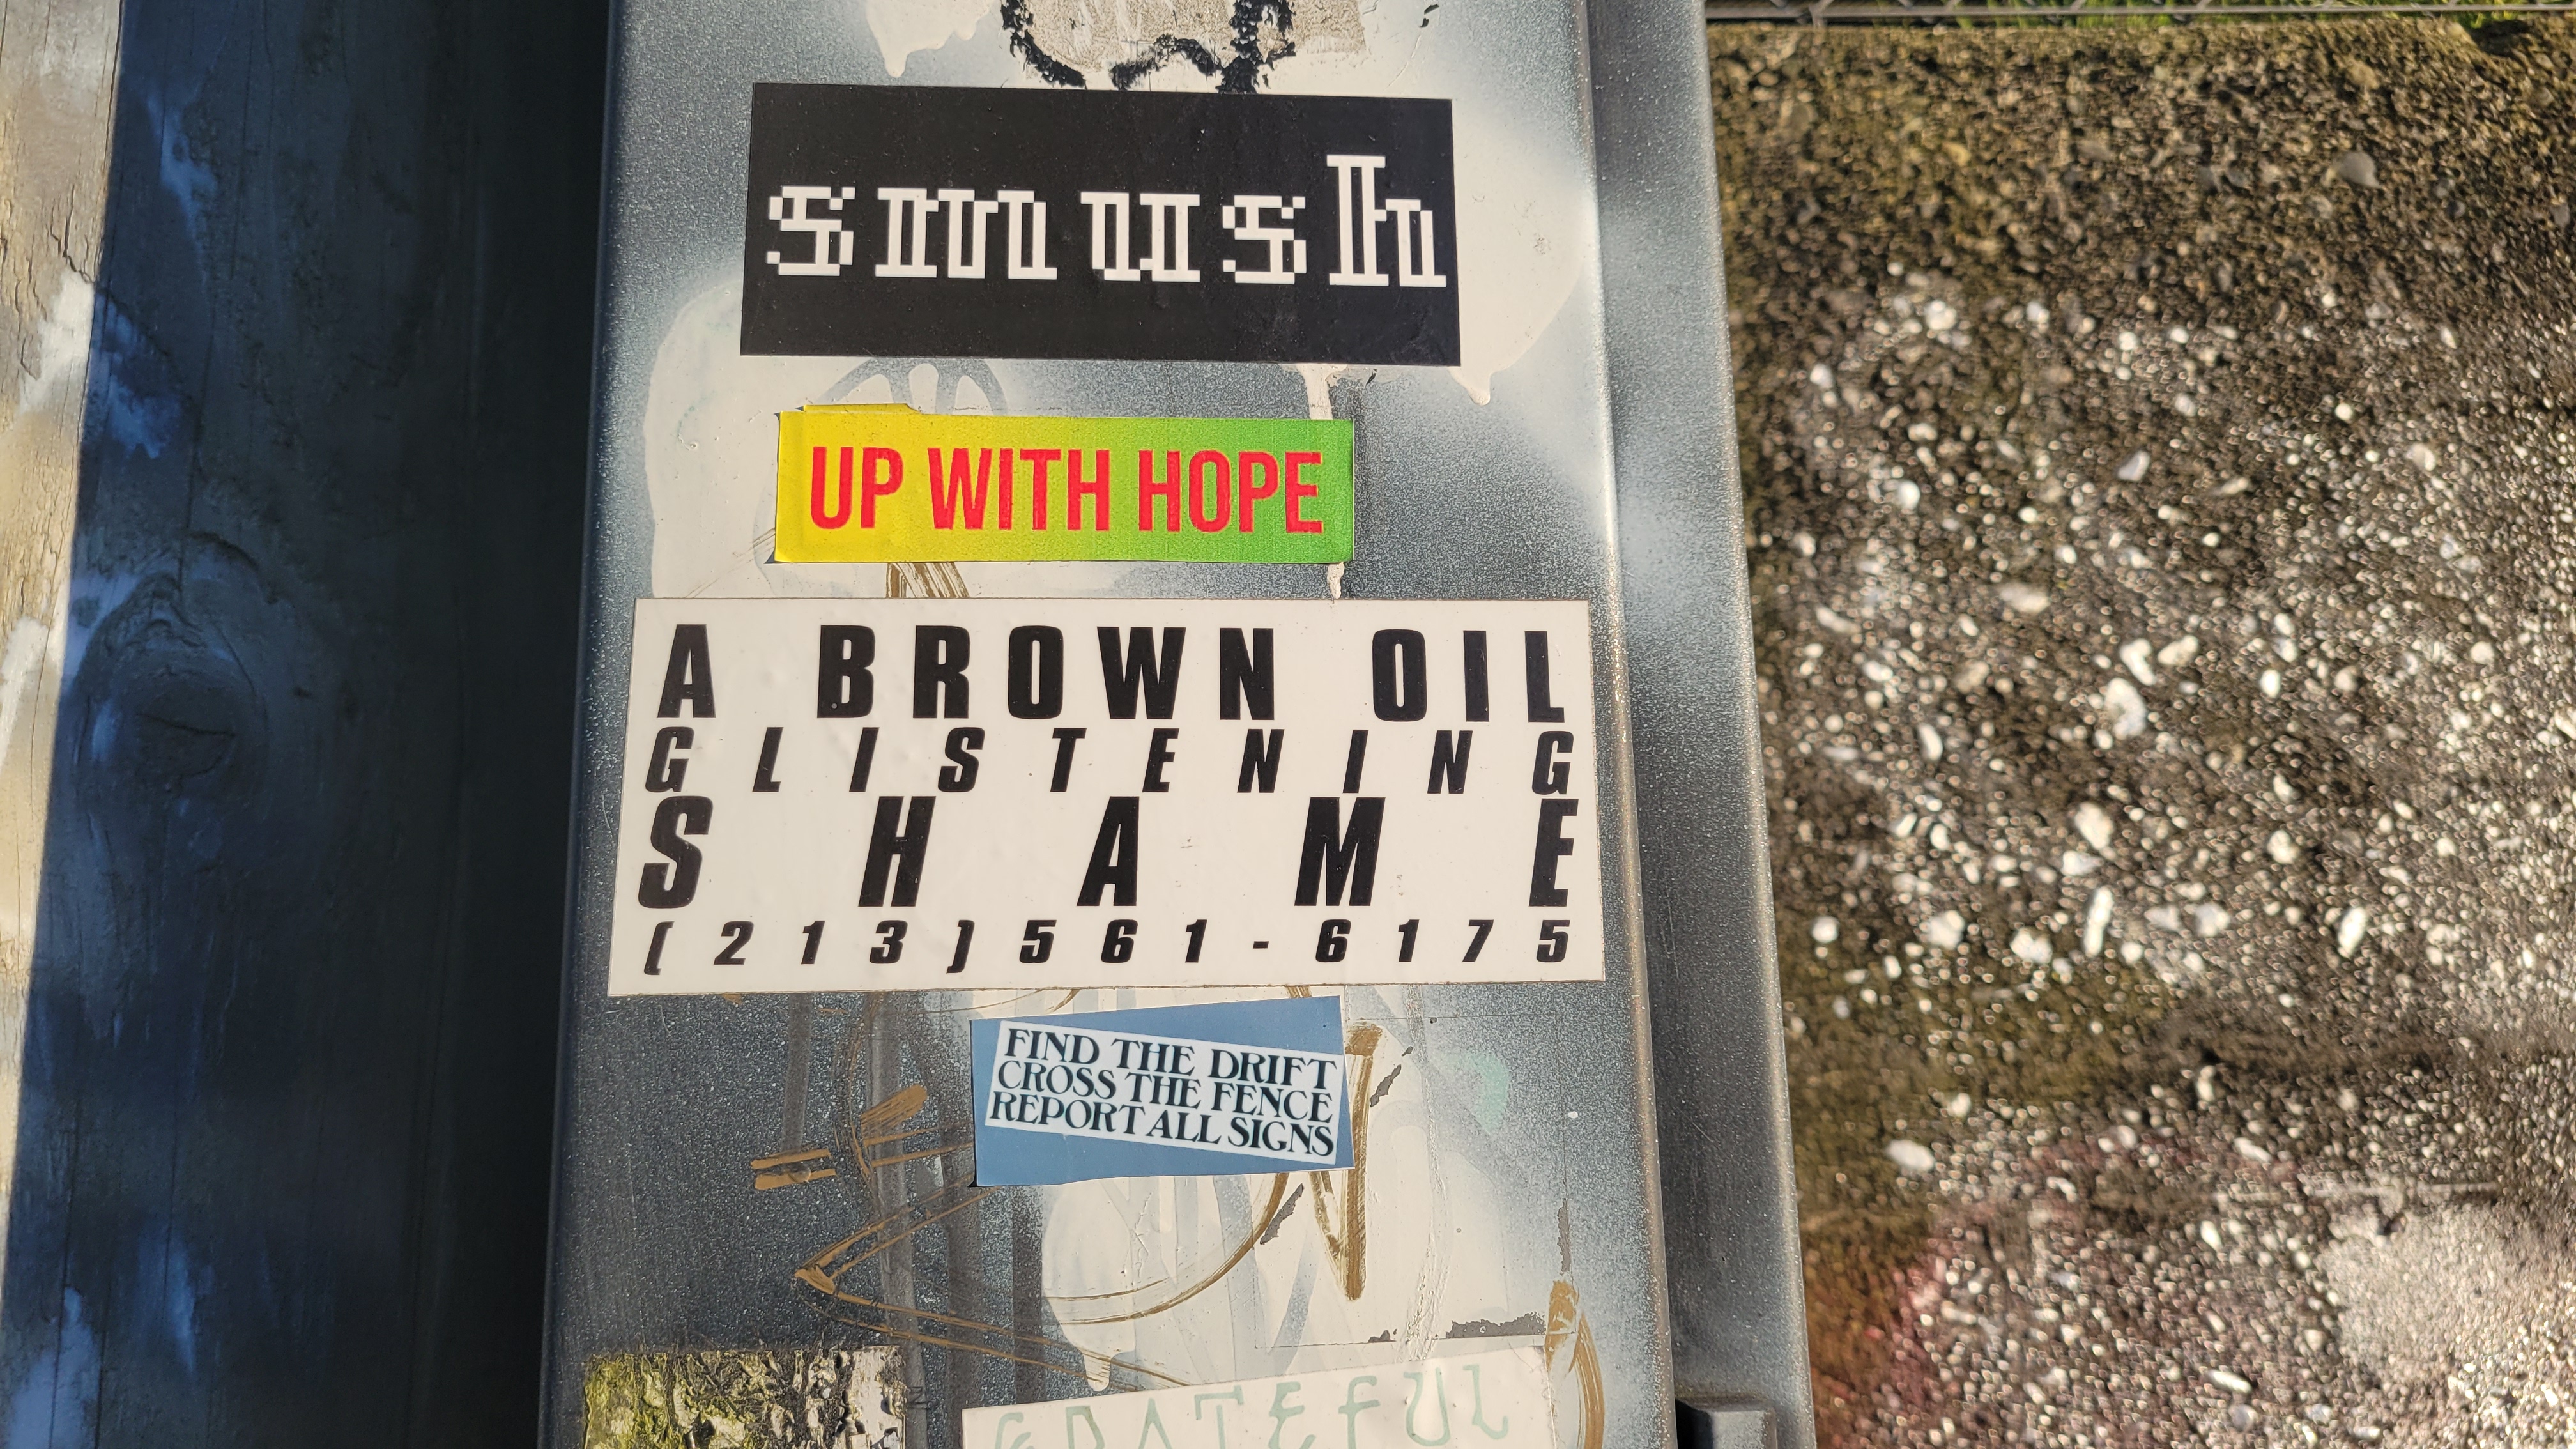 smush
UP WITH HOPE
A BROWN OIL
GLISTENING
SHAME
(213)561-6175
FIND THE DRIFT
CROSS THE FENCE
REPORT ALL SIGNS
GRATEFUL